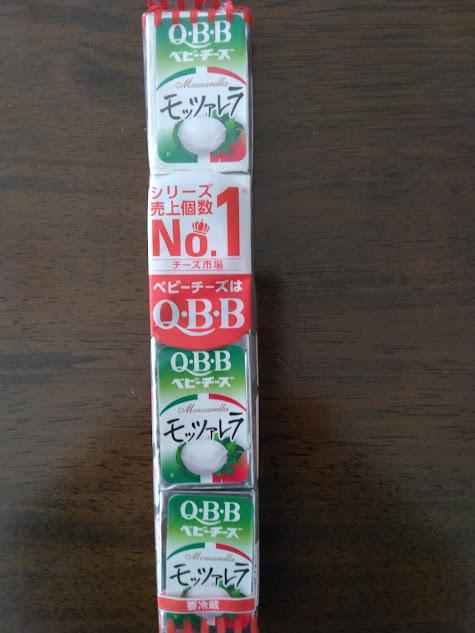 Q・B・B
ベビーチーズ
Mozzarella
モッツァレラ
シリーズ
売上個数
No.1※
チーズ市場
ベビーチーズは
Q・B・B
Q・B・B
ベビーチーズ
Mozzarella
モッツァレラ
Q・B・B
ベビーチーズ
Mozzarella
モッツァレラ
要冷蔵